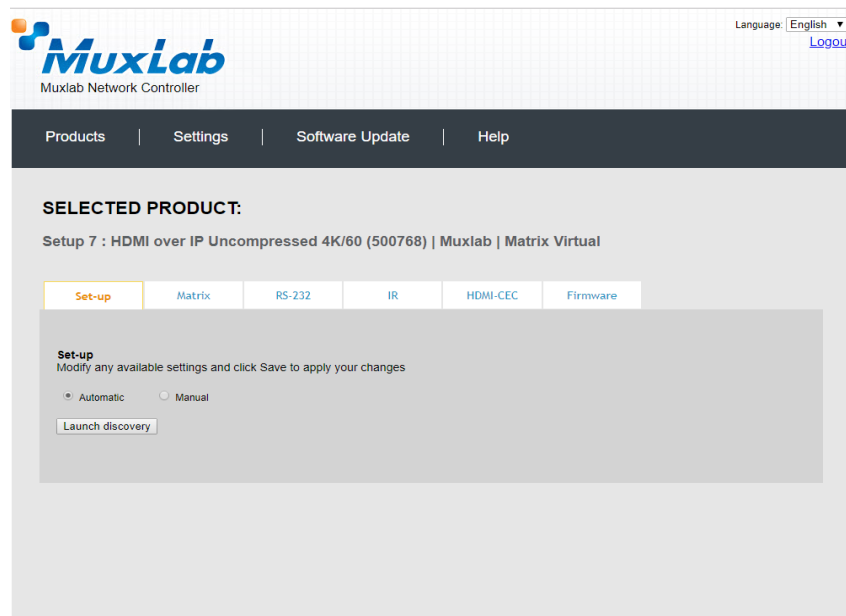 Language: English
Logou
MuxLab
Muxlab Network Controller
Products | Settings | Software Update | Help
SELECTED PRODUCT:
Setup 7 : HDMI over IP Uncompressed 4K/60 (500768) | Muxlab | Matrix Virtual
Set-up Matrix RS-232 IR HDMI-CEC Firmware
Set-up
Modify any available settings and click Save to apply your changes
Automatic Manual
Launch discovery